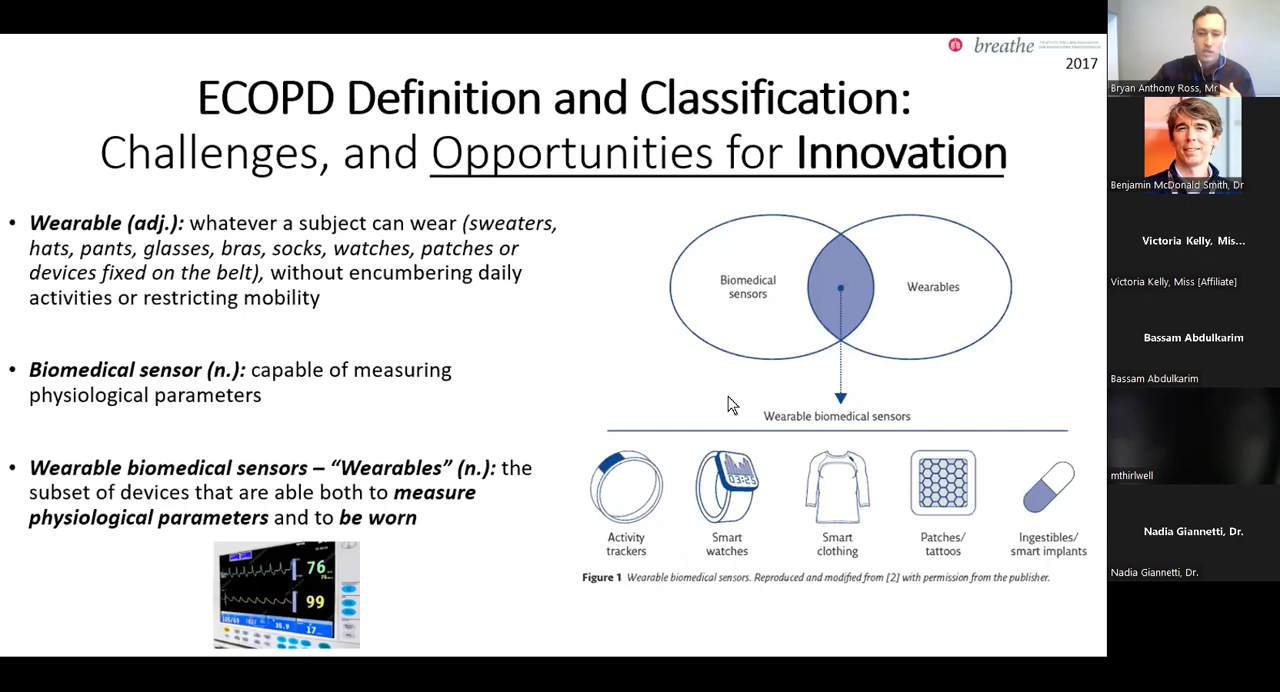 breathe
2017
ECOPD Definition and Classification:
Challenges, and Opportunities for Innovation
• Wearable (adj.): whatever a subject can wear (sweaters,
hats, pants, glasses, bras, socks, watches, patches or
devices fixed on the belt), without encumbering daily
activities or restricting mobility
• Biomedical sensor (n.): capable of measuring
physiological parameters
• Wearable biomedical sensors – “Wearables” (n.): the
subset of devices that are able both to measure
physiological parameters and to be worn
76
99
17
Biomedical
sensors
Wearables
Wearable biomedical sensors
03:23
Activity
trackers
Smart
watches
Smart
clothing
Patches/
tattoos
Ingestibles/
smart implants
Figure 1 Wearable biomedical sensors. Reproduced and modified from [2] with permission from the publisher.
Bryan Anthony Ross, Mr
Benjamin McDonald Smith, Dr
Victoria Kelly, Mis...
Victoria Kelly, Miss [Affiliate]
Bassam Abdulkarim
Bassam Abdulkarim
mthirlwell
Nadia Giannetti, Dr.
Nadia Giannetti, Dr.